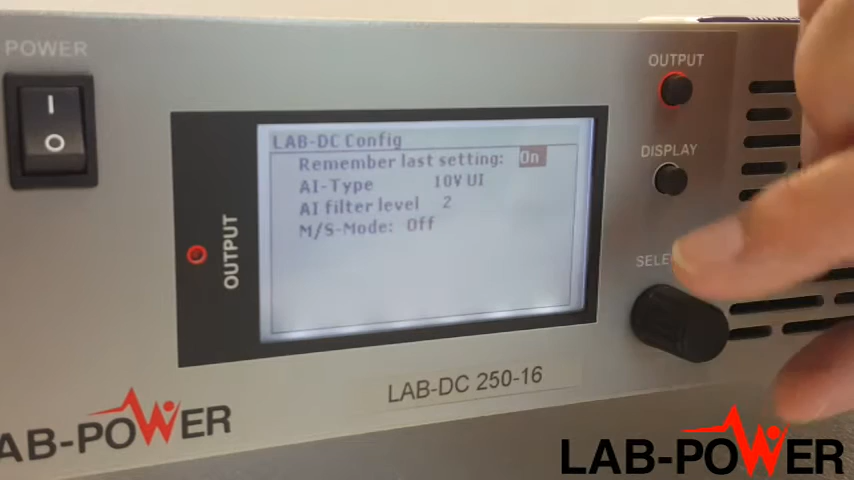 POWER
OUTPUT
LAB-DC Config
Remember last setting: On
AI-Type 10V UI
AI filter level 2
M/S-Mode: Off
OUTPUT
DISPLAY
LAB-DC 250-16
AB-POWER
LAB-POWER